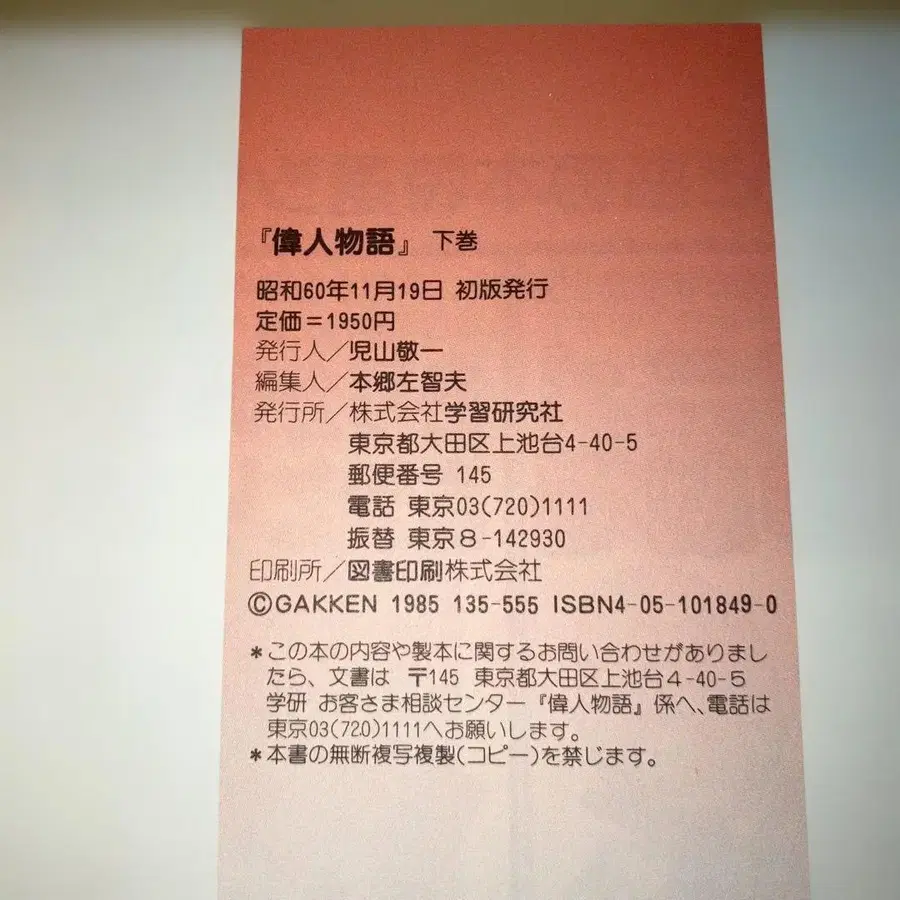 『偉人物語』 下巻
昭和60年11月19日 初版発行
定価＝1950円
発行人／児山敬一
編集人／本郷左智夫
発行所／株式会社学習研究社
東京都大田区上池台4-40-5
郵便番号 145
電話 東京03(720)1111
振替 東京8-142930
印刷所／図書印刷株式会社
©GAKKEN 1985 135-555 ISBN4-05-101849-0
＊この本の内容や製本に関するお問い合わせがありまし
たら、文書は 〒145 東京都大田区上池台4-40-5
学研 お客さま相談センター『偉人物語』係へ、電話は
東京03(720)1111へお願いします。
＊本書の無断複写複製(コピー)を禁じます。